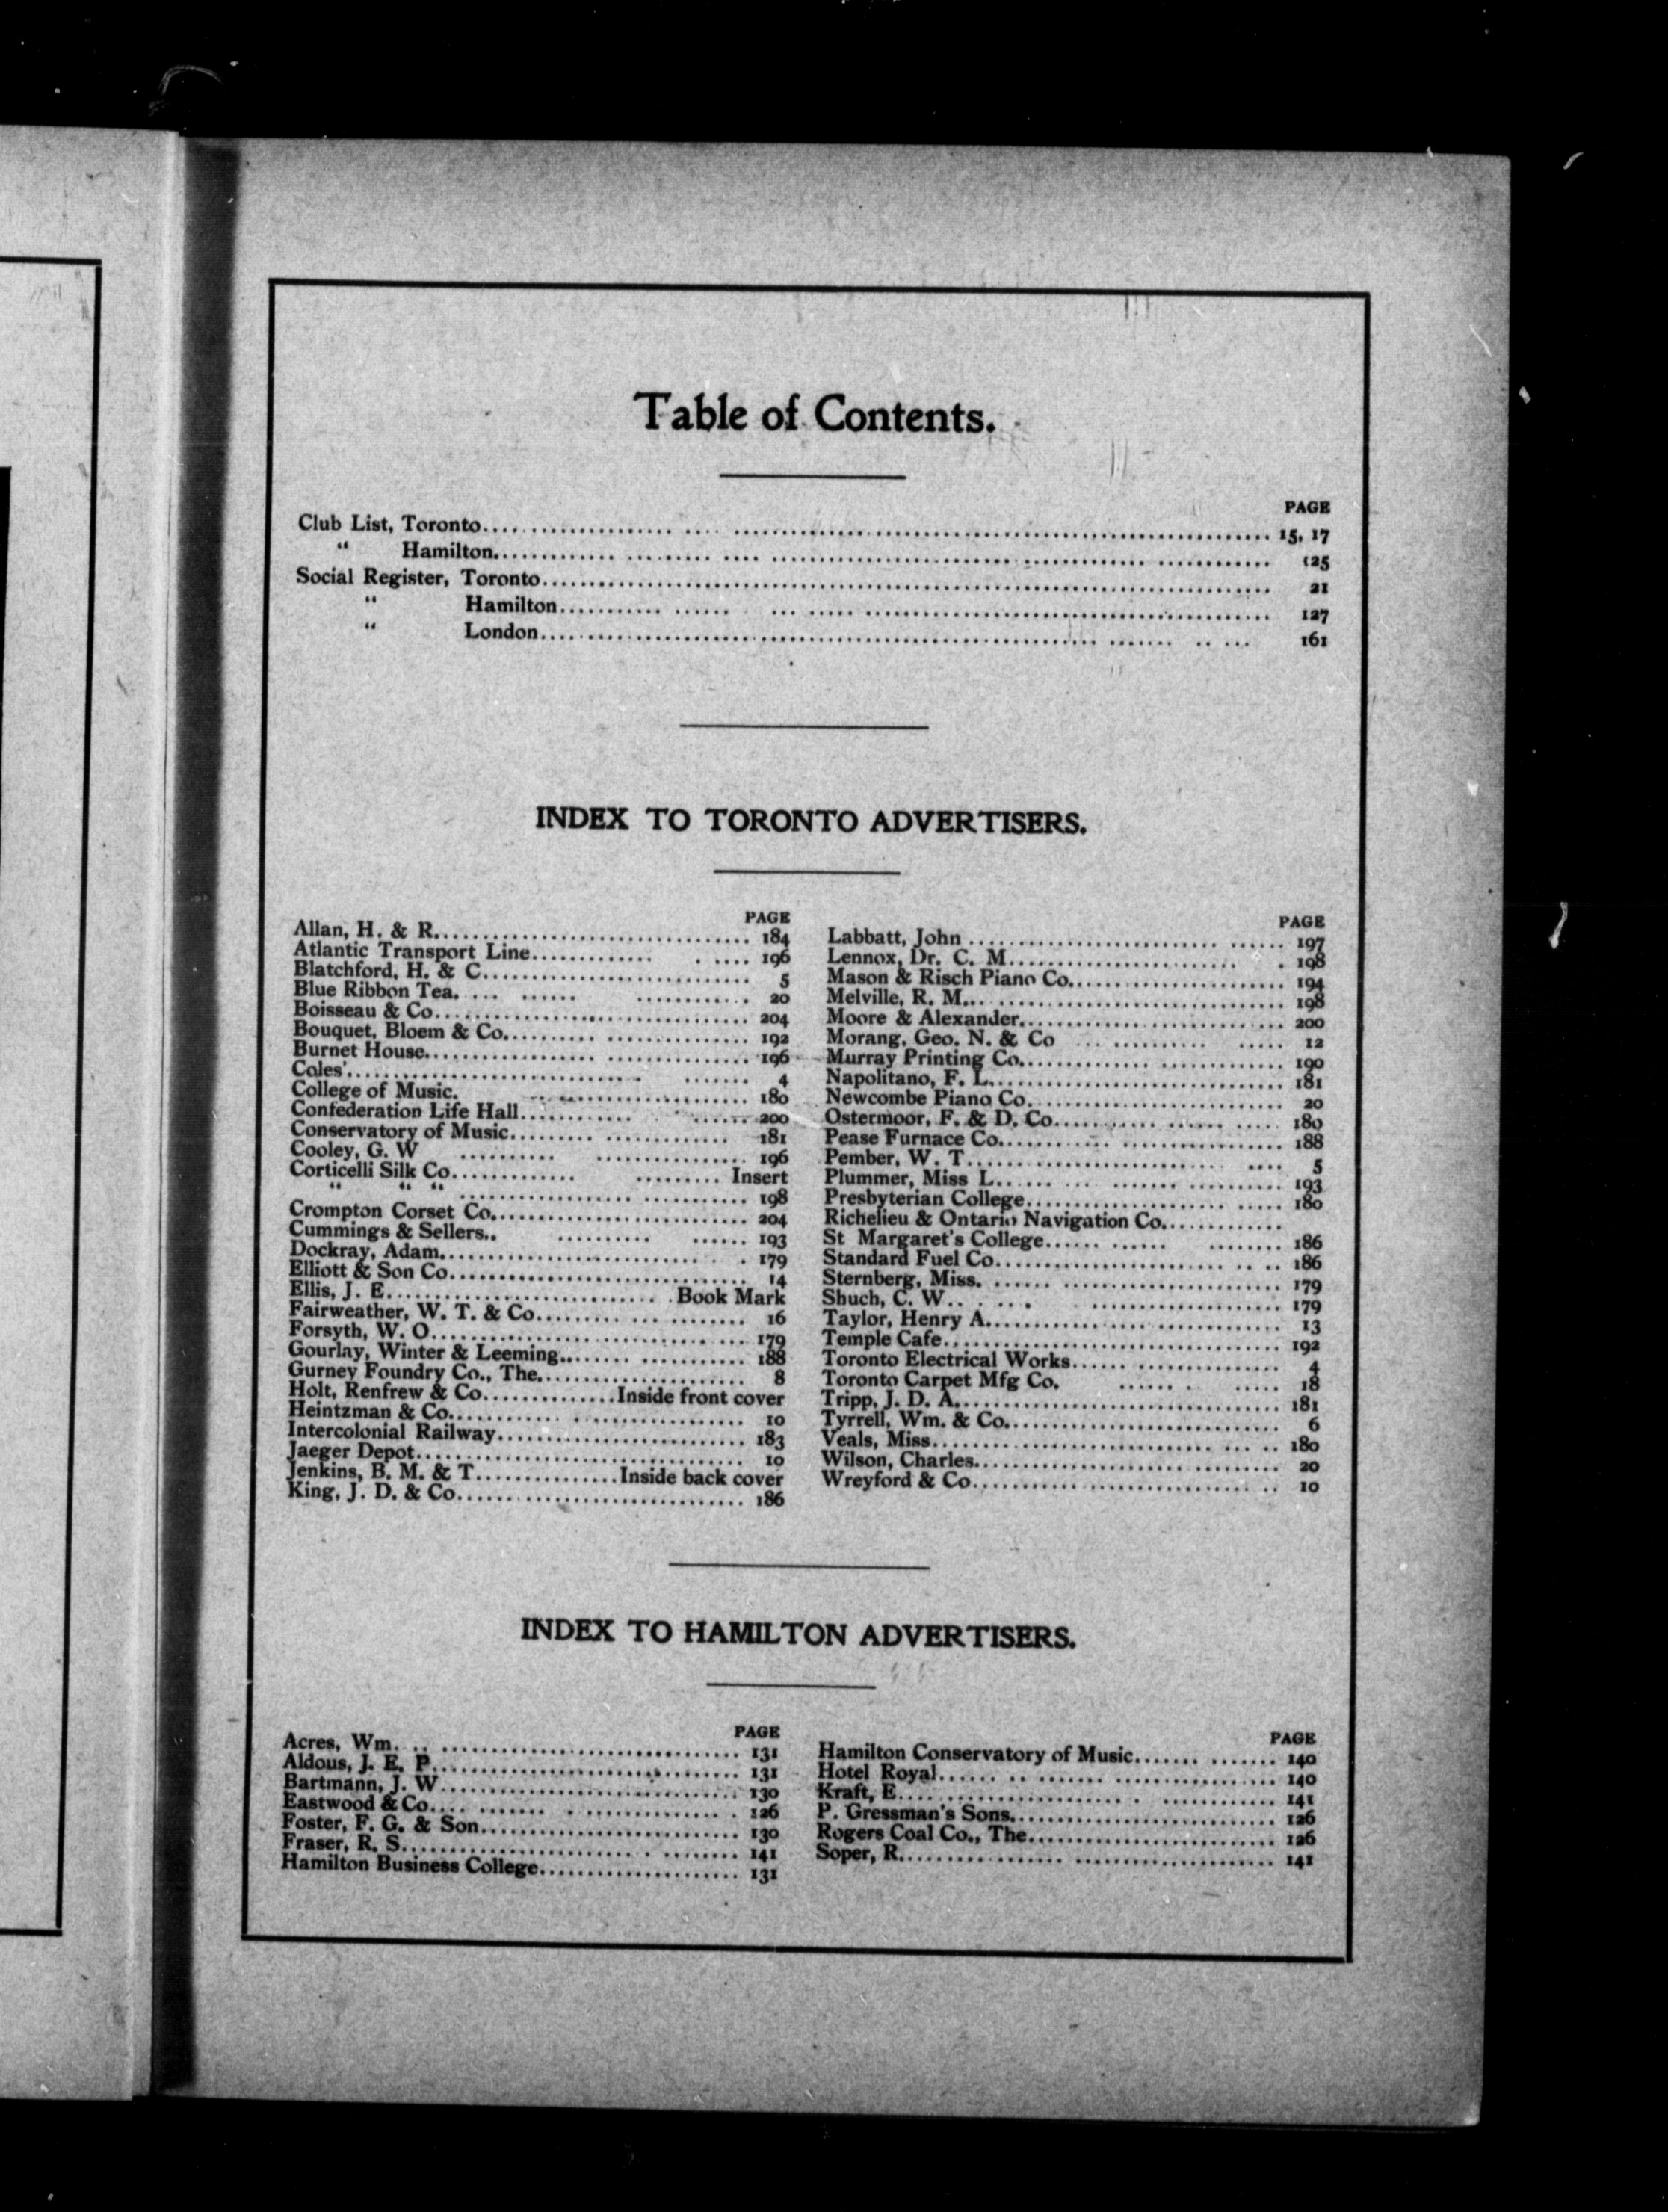 Table of Contents.
PAGE
Club List, Toronto........ 15, 17
“ Hamilton........ 125
Social Register, Toronto........ 21
“ Hamilton........ 127
“ London........ 161
INDEX TO TORONTO ADVERTISERS.
PAGE
Allan, H. & R........ 184
Atlantic Transport Line........ 196
Blatchford, H. & C........ 5
Blue Ribbon Tea........ 20
Boisseau & Co........ 204
Bouquet, Bloem & Co........ 192
Burnet House........ 196
Coles'........ 4
College of Music........ 180
Confederation Life Hall........ 200
Conservatory of Music........ 181
Cooley, G. W ........ 196
Corticelli Silk Co........ Insert
“ “ “ ........ 198
Crompton Corset Co........ 204
Cummings & Sellers........ 193
Dockray, Adam........ 179
Elliott & Son Co........ 14
Ellis, J. E........ Book Mark
Fairweather, W. T. & Co........ 16
Forsyth, W. O........ 179
Gourlay, Winter & Leeming........ 188
Gurney Foundry Co., The........ 8
Holt, Renfrew & Co........ Inside front cover
Heintzman & Co........ 10
Intercolonial Railway........ 183
Jaeger Depot........ 10
Jenkins, B. M. & T........ Inside back cover
King, J. D. & Co........ 186
PAGE
Labbatt, John ........ 197
Lennox, Dr. C. M........ 198
Mason & Risch Piano Co........ 194
Melville, R. M........ 198
Moore & Alexander........ 200
Morang, Geo. N. & Co ........ 12
Murray Printing Co........ 190
Napolitano, F. L........ 181
Newcombe Piano Co........ 20
Ostermoor, F. & D. Co........ 180
Pease Furnace Co........ 188
Pember, W. T........ 5
Plummer, Miss L........ 193
Presbyterian College........ 180
Richelieu & Ontario Navigation Co........
St Margaret's College........ 186
Standard Fuel Co........ 186
Sternberg, Miss........ 179
Shuch, C. W........ 179
Taylor, Henry A........ 13
Temple Cafe........ 192
Toronto Electrical Works........ 4
Toronto Carpet Mfg Co. ........ 18
Tripp, J. D. A........ 181
Tyrrell, Wm. & Co........ 6
Veals, Miss........ 180
Wilson, Charles........ 20
Wreyford & Co........ 10
INDEX TO HAMILTON ADVERTISERS.
PAGE
Acres, Wm........ 131
Aldous, J. E. P........ 131
Bartmann, J. W........ 130
Eastwood & Co........ 126
Foster, F. G. & Son........ 130
Fraser, R. S........ 141
Hamilton Business College........ 131
PAGE
Hamilton Conservatory of Music........ 140
Hotel Royal........ 140
Kraft, E........ 141
P. Gressman's Sons........ 126
Rogers Coal Co., The........ 126
Soper, R........ 141